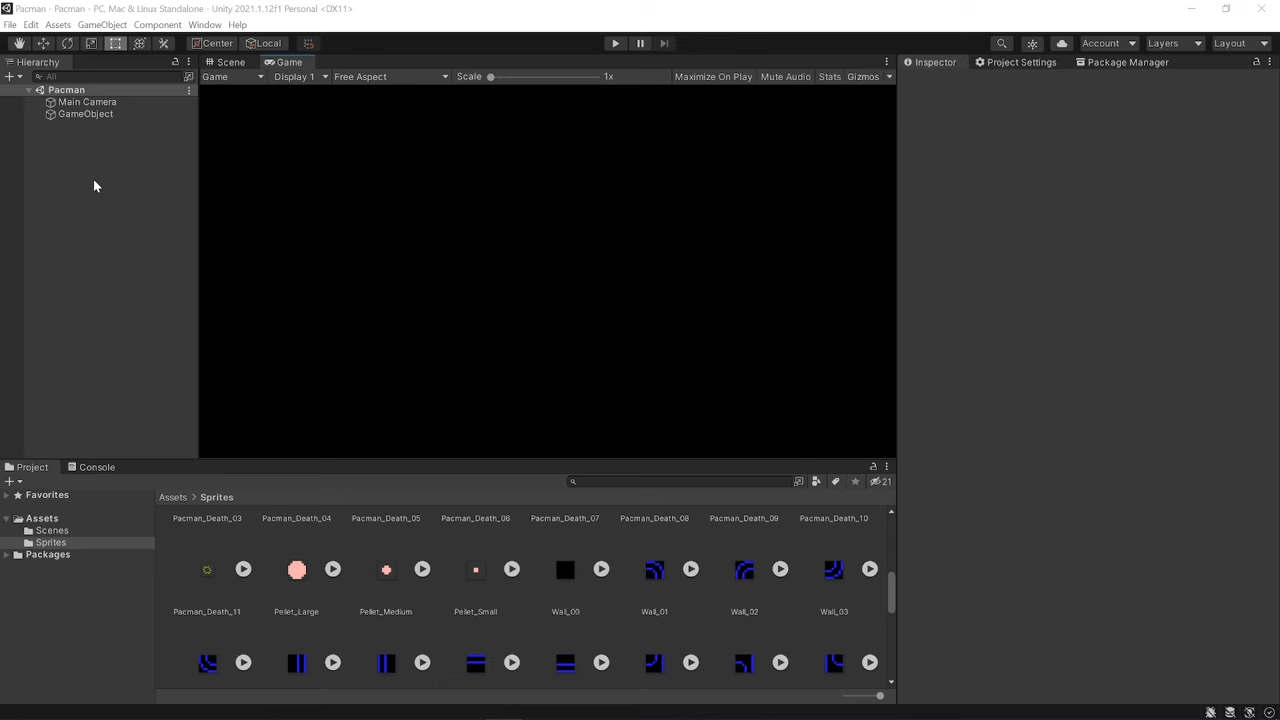 Pacman - Pacman - PC, Mac & Linux Standalone - Unity 2021.1.12f1 Personal <DX11>
File Edit Assets GameObject Component Window Help
Center Local Account Layers Layout
Hierarchy Scene Game Inspector Project Settings Package Manager
All Game Display 1 Free Aspect Scale 1x Maximize On Play Mute Audio Stats Gizmos
Pacman
Main Camera
GameObject
Project Console
21
Favorites Assets > Sprites
Assets Pacman_Death_03 Pacman_Death_04 Pacman_Death_05 Pacman_Death_06 Pacman_Death_07 Pacman_Death_08 Pacman_Death_09 Pacman_Death_10
Scenes
Sprites
Packages
Pacman_Death_11 Pellet_Large Pellet_Medium Pellet_Small Wall_00 Wall_01 Wall_02 Wall_03